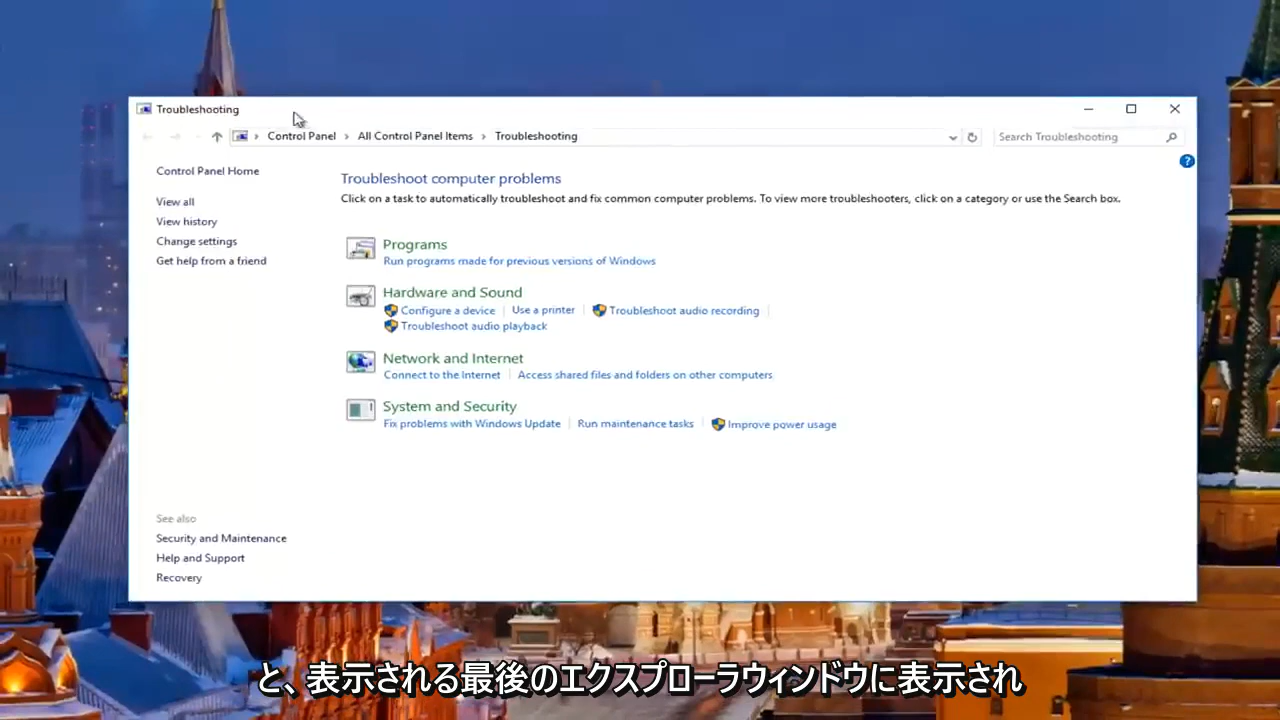 Troubleshooting
Control Panel > All Control Panel Items > Troubleshooting
Search Troubleshooting
?
Control Panel Home
View all
View history
Change settings
Get help from a friend
Troubleshoot computer problems
Click on a task to automatically troubleshoot and fix common computer problems. To view more troubleshooters, click on a category or use the Search box.
Programs
Run programs made for previous versions of Windows
Hardware and Sound
Configure a device | Use a printer | Troubleshoot audio recording |
Troubleshoot audio playback
Network and Internet
Connect to the Internet | Access shared files and folders on other computers
System and Security
Fix problems with Windows Update | Run maintenance tasks | Improve power usage
See also
Security and Maintenance
Help and Support
Recovery
と、表示される最後のエクスプローラウィンドウに表示され